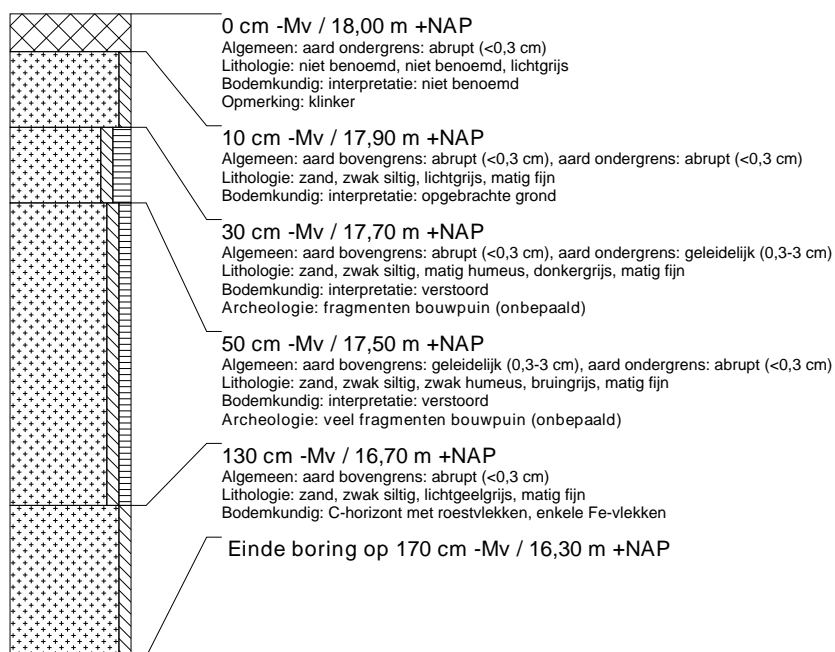 0 cm -Mv / 18,00 m +NAP
Algemeen: aard ondergrens: abrupt (<0,3 cm)
Lithologie: niet benoemd, niet benoemd, lichtgrijs
Bodemkundig: interpretatie: niet benoemd
Opmerking: klinker
10 cm -Mv / 17,90 m +NAP
Algemeen: aard bovengrens: abrupt (<0,3 cm), aard ondergrens: abrupt (<0,3 cm)
Lithologie: zand, zwak siltig, lichtgrijs, matig fijn
Bodemkundig: interpretatie: opgebrachte grond
30 cm -Mv / 17,70 m +NAP
Algemeen: aard bovengrens: abrupt (<0,3 cm), aard ondergrens: geleidelijk (0,3-3 cm)
Lithologie: zand, zwak siltig, matig humeus, donkergrijs, matig fijn
Bodemkundig: interpretatie: verstoord
Archeologie: fragmenten bouwpuin (onbepaald)
50 cm -Mv / 17,50 m +NAP
Algemeen: aard bovengrens: geleidelijk (0,3-3 cm), aard ondergrens: abrupt (<0,3 cm)
Lithologie: zand, zwak siltig, zwak humeus, bruingrijs, matig fijn
Bodemkundig: interpretatie: verstoord
Archeologie: veel fragmenten bouwpuin (onbepaald)
130 cm -Mv / 16,70 m +NAP
Algemeen: aard bovengrens: abrupt (<0,3 cm)
Lithologie: zand, zwak siltig, lichtgeelgrijs, matig fijn
Bodemkundig: C-horizont met roestvlekken, enkele Fe-vlekken
Einde boring op 170 cm -Mv / 16,30 m +NAP